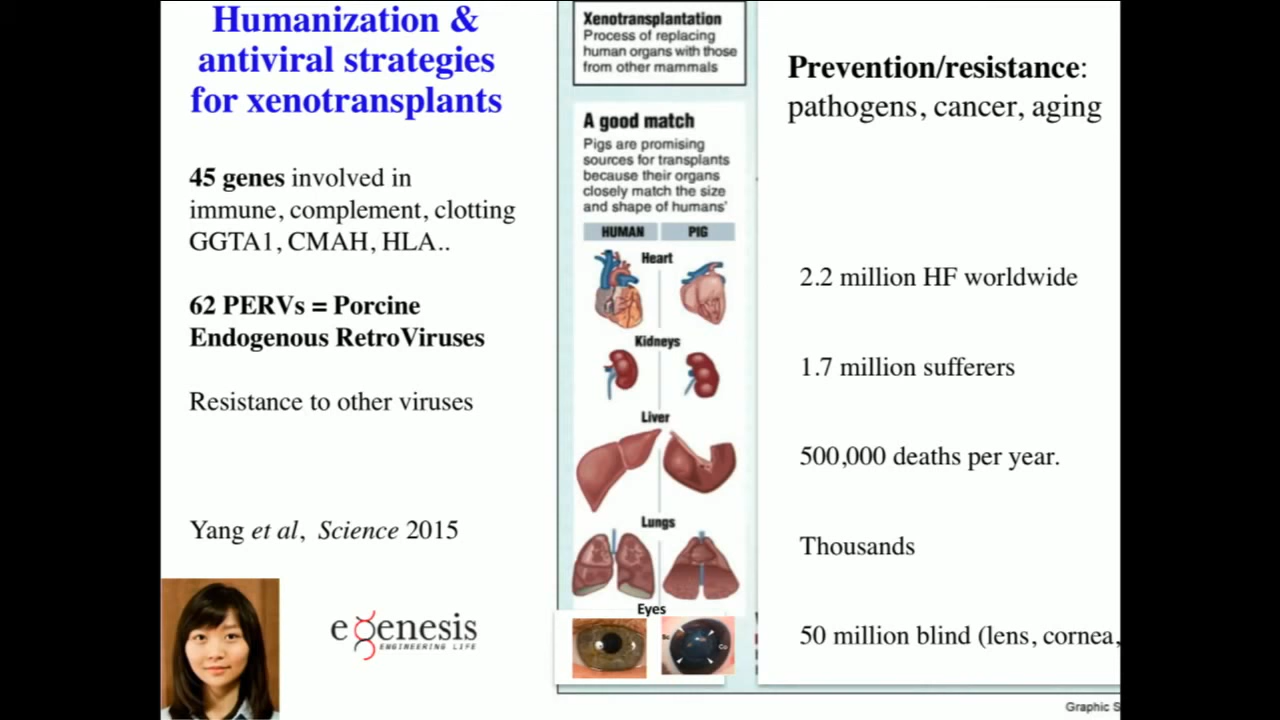 Humanization &
antiviral strategies
for xenotransplants
45 genes involved in
immune, complement, clotting
GGTA1, CMAH, HLA..
62 PERVs = Porcine
Endogenous RetroViruses
Resistance to other viruses
Yang et al, Science 2015
egenesis
ENGINEERING LIFE
Xenotransplantation
Process of replacing
human organs with those
from other mammals
A good match
Pigs are promising
sources for transplants
because their organs
closely match the size
and shape of humans'
HUMAN PIG
Heart
Kidneys
Liver
Lungs
Eyes
Co
Prevention/resistance:
pathogens, cancer, aging
2.2 million HF worldwide
1.7 million sufferers
500,000 deaths per year.
Thousands
50 million blind (lens, cornea,
Graphic S